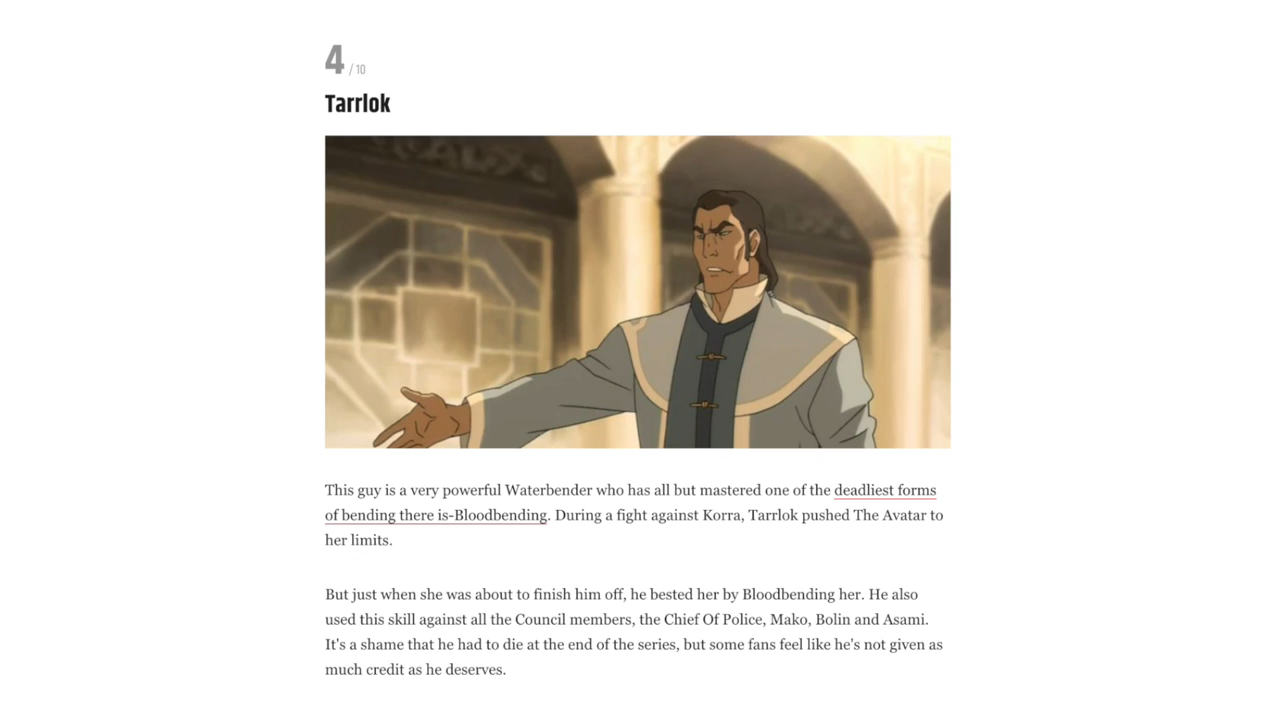 4 / 10
Tarrlok
This guy is a very powerful Waterbender who has all but mastered one of the deadliest forms
of bending there is-Bloodbending. During a fight against Korra, Tarrlok pushed The Avatar to
her limits.
But just when she was about to finish him off, he bested her by Bloodbending her. He also
used this skill against all the Council members, the Chief Of Police, Mako, Bolin and Asami.
It's a shame that he had to die at the end of the series, but some fans feel like he's not given as
much credit as he deserves.